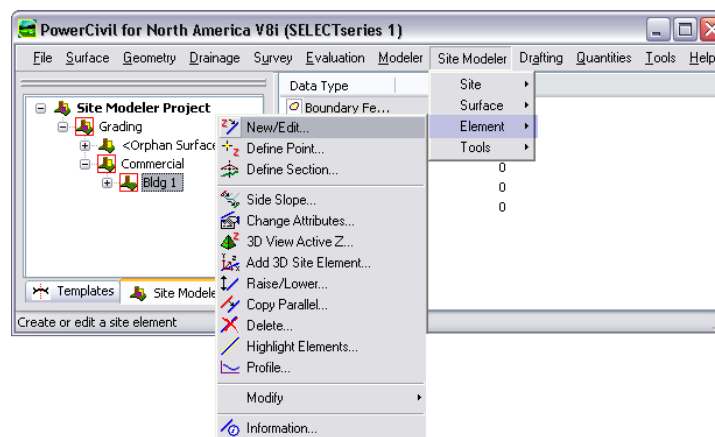 PowerCivil for North America V8i (SELECTseries 1)
File Surface Geometry Drainage Survey Evaluation Modeler Site Modeler Drafting Quantities Tools Help
Data Type
Boundary Fe...
Site Modeler Project
Grading
<Orphan Surface
Commercial
Bldg 1
Site
Surface
Element
Tools
0
0
0
New/Edit...
Define Point...
Define Section...
Side Slope...
Change Attributes...
3D View Active Z...
Add 3D Site Element...
Raise/Lower...
Copy Parallel...
Delete...
Highlight Elements...
Profile...
Modify
Information...
Templates Site Modele
Create or edit a site element